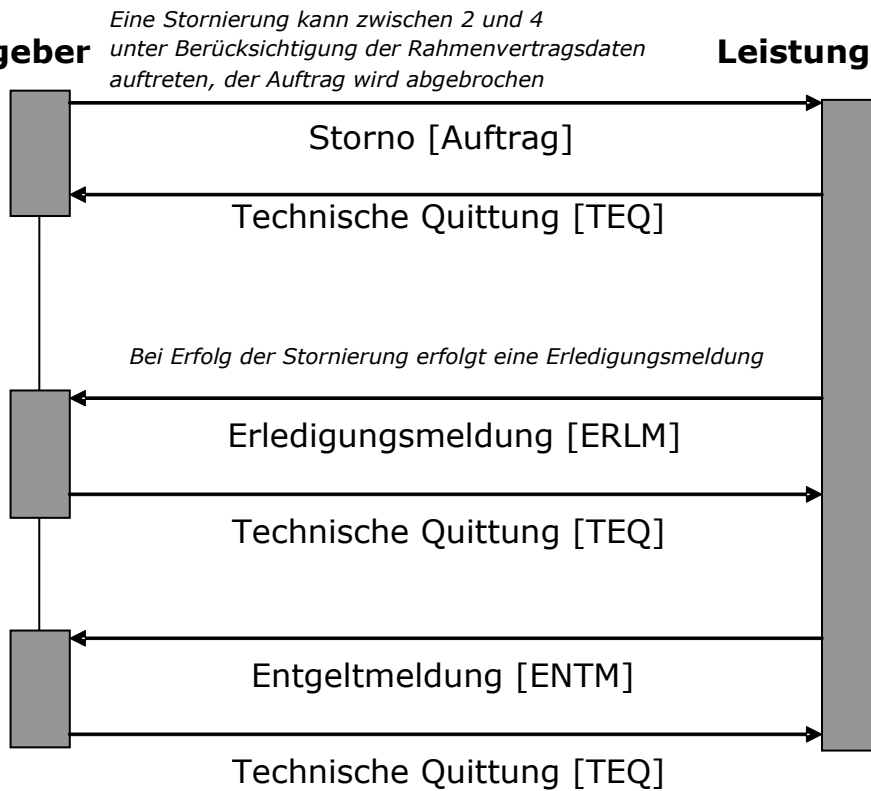 Eine Stornierung kann zwischen 2 und 4
geber unter Berücksichtigung der Rahmenvertragsdaten Leistung
auftreten, der Auftrag wird abgebrochen
Storno [Auftrag]
Technische Quittung [TEQ]
Bei Erfolg der Stornierung erfolgt eine Erledigungsmeldung
Erledigungsmeldung [ERLM]
Technische Quittung [TEQ]
Entgeltmeldung [ENTM]
Technische Quittung [TEQ]